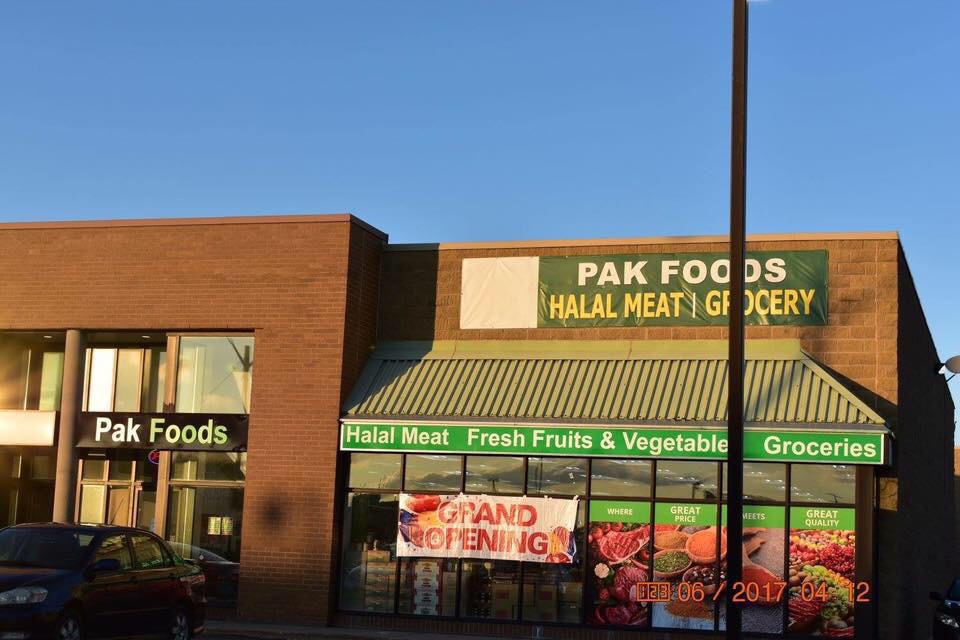 PAK FOODS
HALAL MEAT | GROCERY
Pak Foods
Halal Meat Fresh Fruits & Vegetable Groceries
GRAND
OPENING
WHERE
GREAT
PRICE
MEETS
GREAT
QUALITY
06 / 2017 04 12